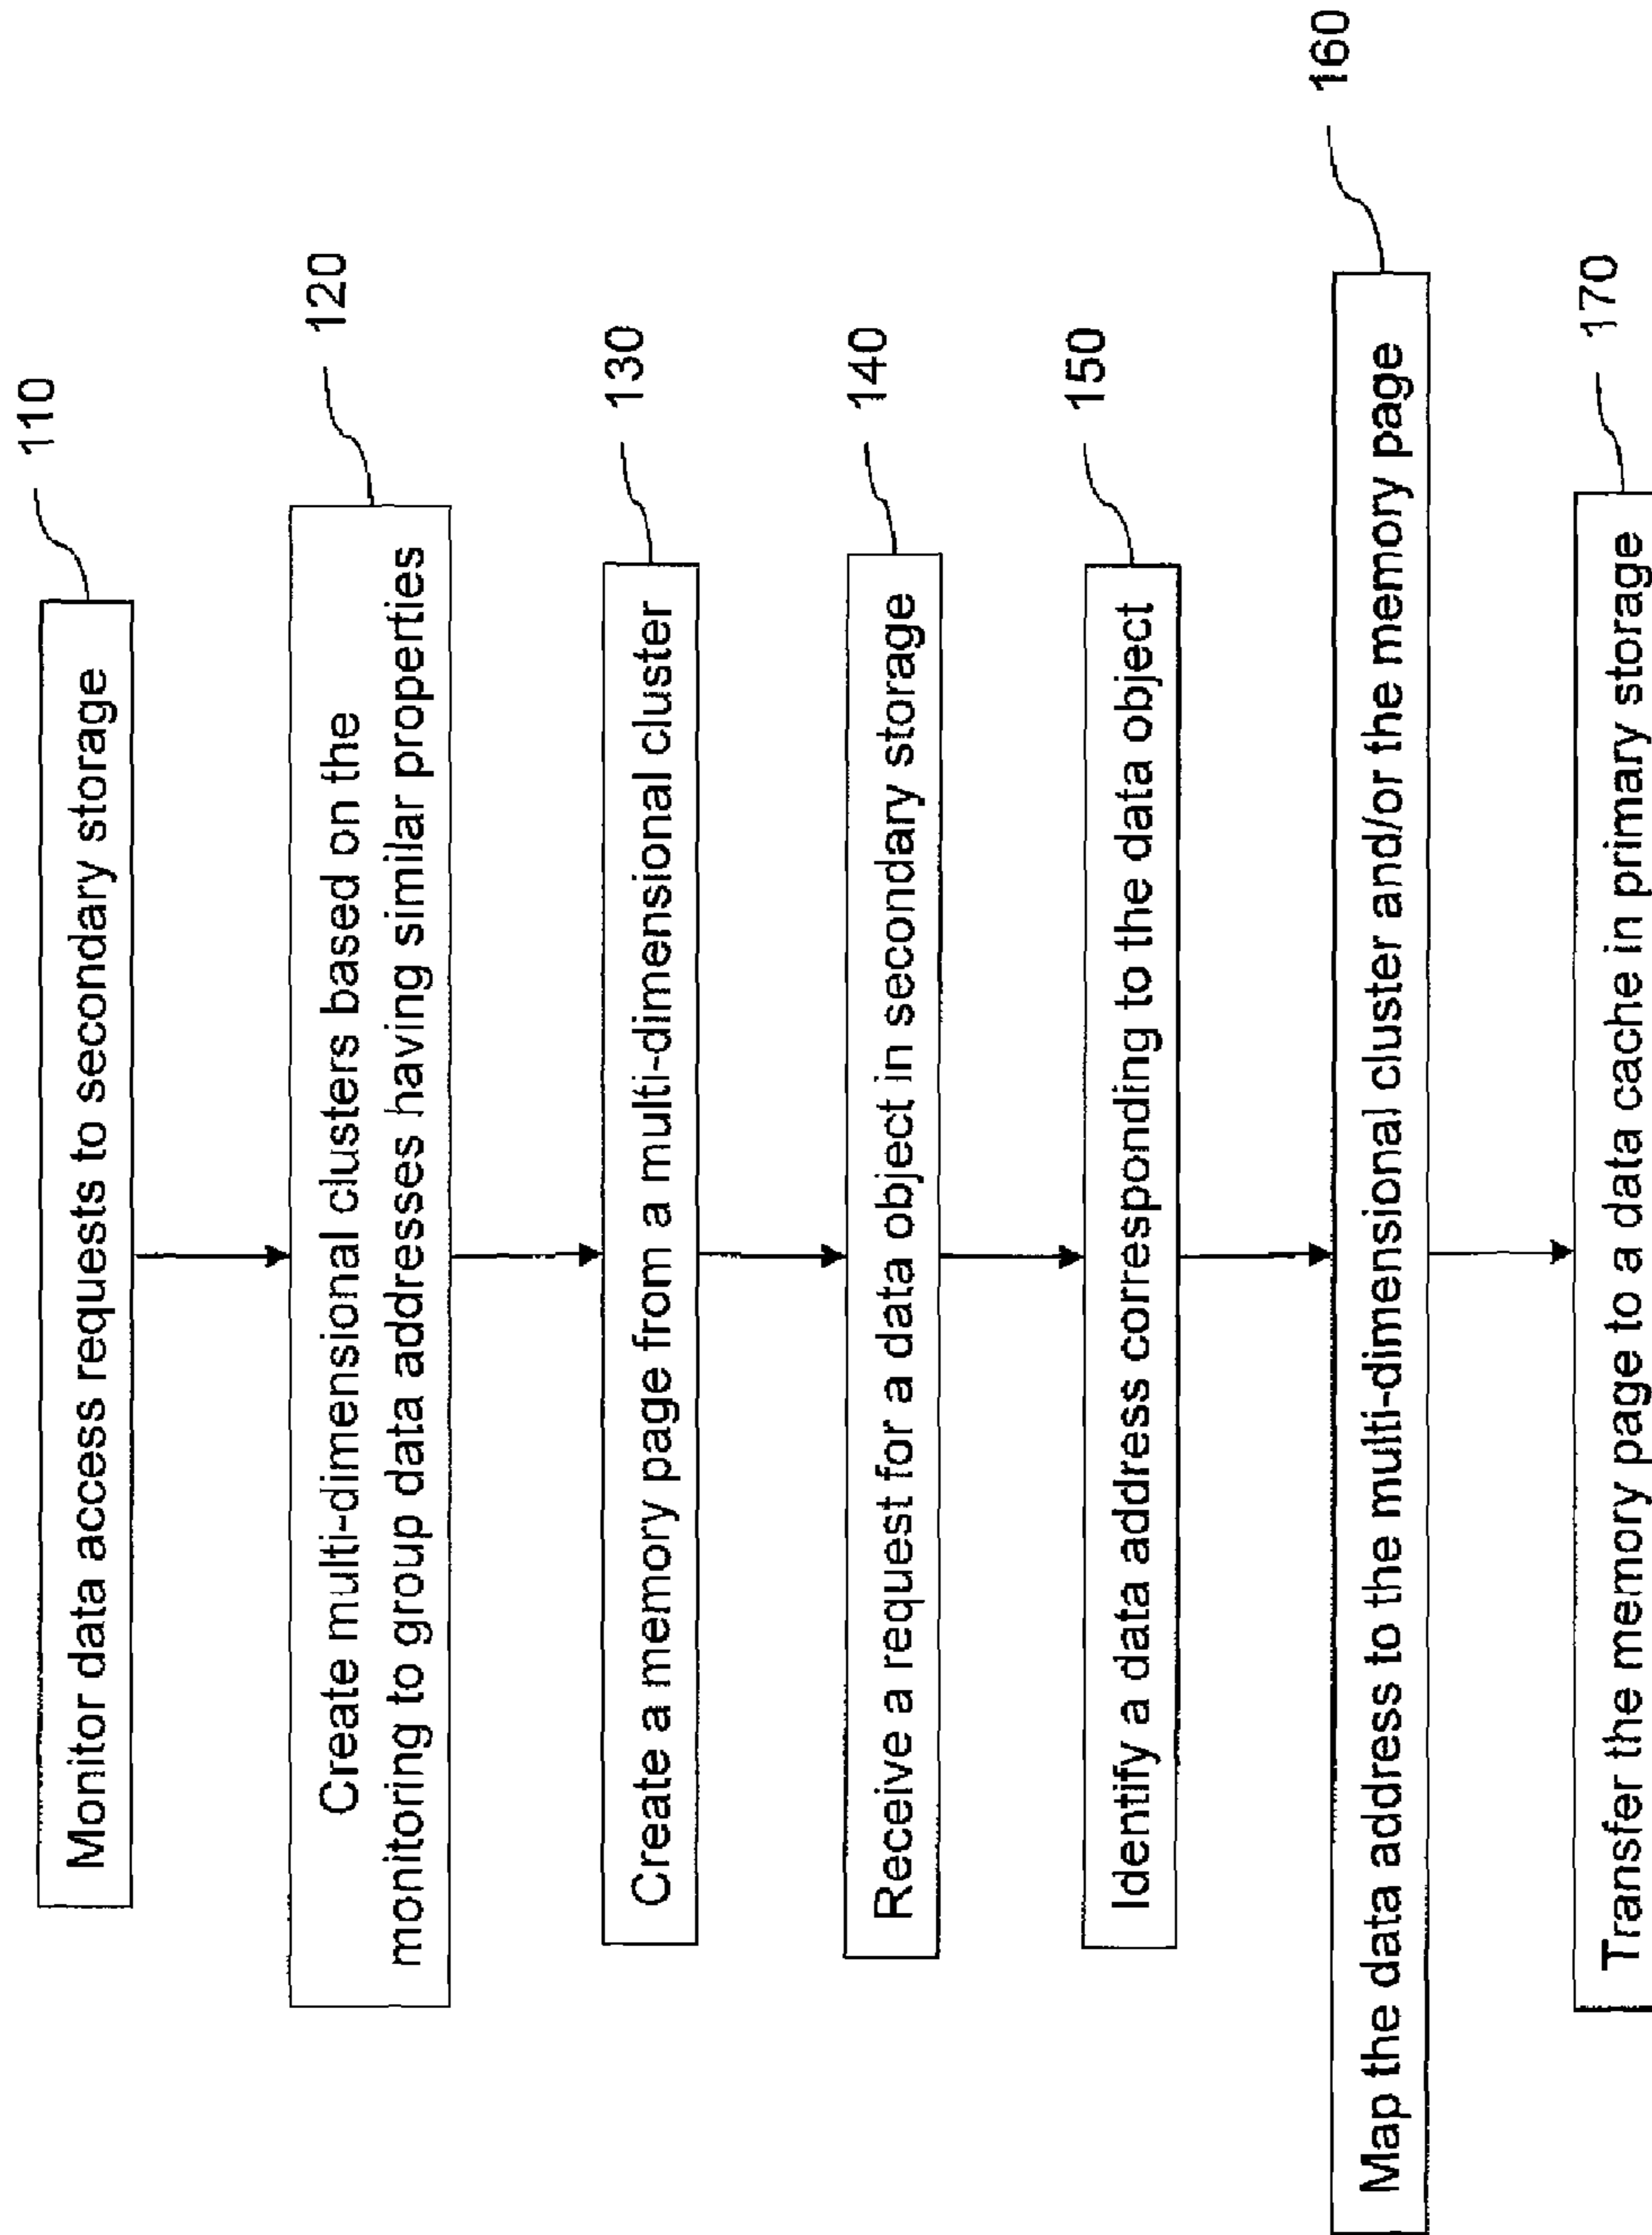 110
Monitor data access requests to secondary storage
120
Create multi-dimensional clusters based on the
monitoring to group data addresses having similar properties
130
Create a memory page from a multi-dimensional cluster
140
Receive a request for a data object in secondary storage
150
Identify a data address corresponding to the data object
160
Map the data address to the multi-dimensional cluster and/or the memory page
170
Transfer the memory page to a data cache in primary storage